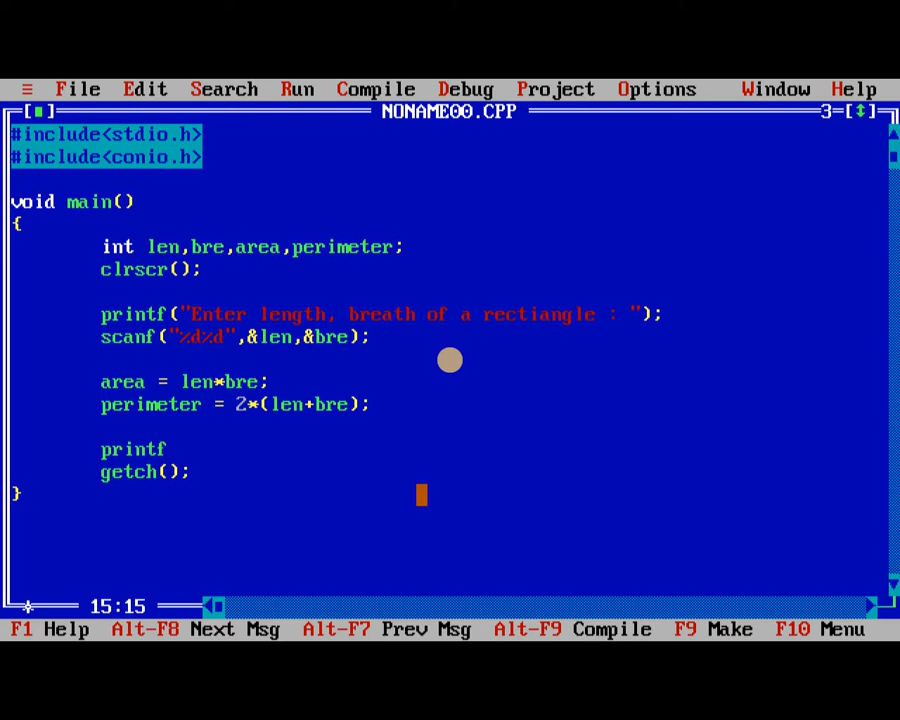 ≡ File Edit Search Run Compile Debug Project Options Window Help
[■] NONAME00.CPP 3=[↕]
#include<stdio.h>
#include<conio.h>
void main()
{
int len,bre,area,perimeter;
clrscr();
printf("Enter length, breath of a rectiangle : ");
scanf("%d%d",&len,&bre);
area = len*bre;
perimeter = 2*(len+bre);
printf
getch();
}
15:15
F1 Help Alt-F8 Next Msg Alt-F7 Prev Msg Alt-F9 Compile F9 Make F10 Menu